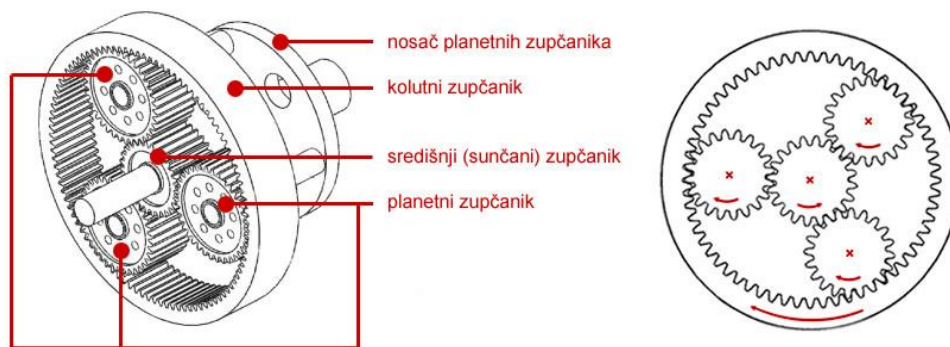 nosač planetnih zupčanika
kolutni zupčanik
središnji (sunčani) zupčanik
planetni zupčanik